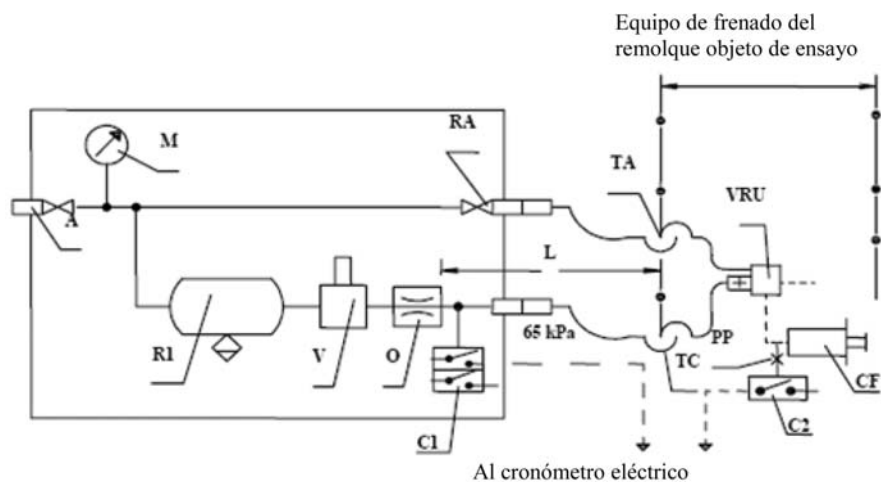 Equipo de frenado del
remolque objeto de ensayo
M
RA
TA
A
VRU
L
R1
V
O
65 kPa
PP
TC
CF
C1
C2
Al cronómetro eléctrico